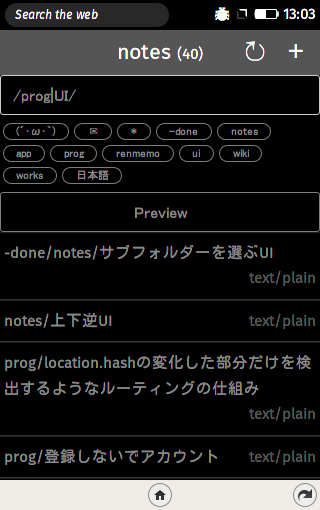 Search the web
13:03
notes (40)
/prog UI/
(´･ω･`)
✉
*
-done
notes
app
prog
renmemo
ui
wiki
works
日本語
Preview
-done/notes/サブフォルダーを選ぶUI
text/plain
notes/上下逆UI
text/plain
prog/location.hashの変化した部分だけを検
出するようなルーティングの仕組み
text/plain
prog/登録しないでアカウント
text/plain